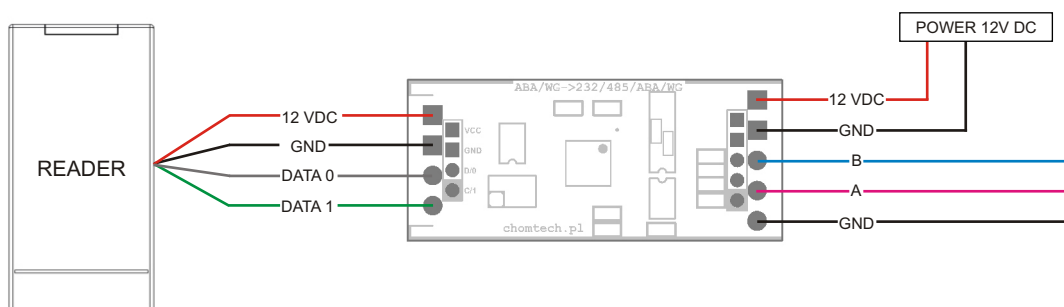 POWER 12V DC
ABA/WG->232/485/ABA/WG
12 VDC
12 VDC
VCC
GND
GND
GND
B
READER
D/0
DATA 0
A
C/1
DATA 1
GND
chomtech.pl